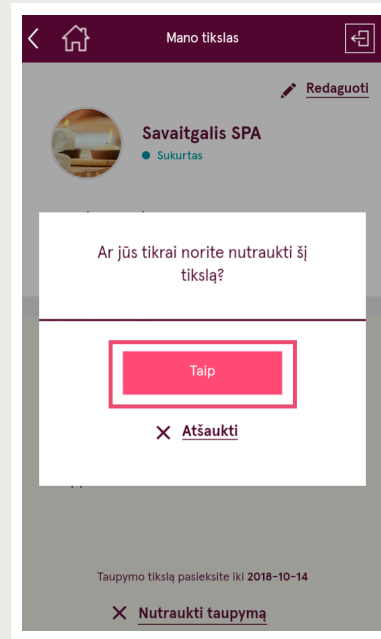 Mano tikslas
Redaguoti
Savaitgalis SPA
Sukurtas
Ar jūs tikrai norite nutraukti šį
tikslą?
Taip
Atšaukti
Taupymo tikslą pasieksite iki 2018-10-14
Nutraukti taupymą